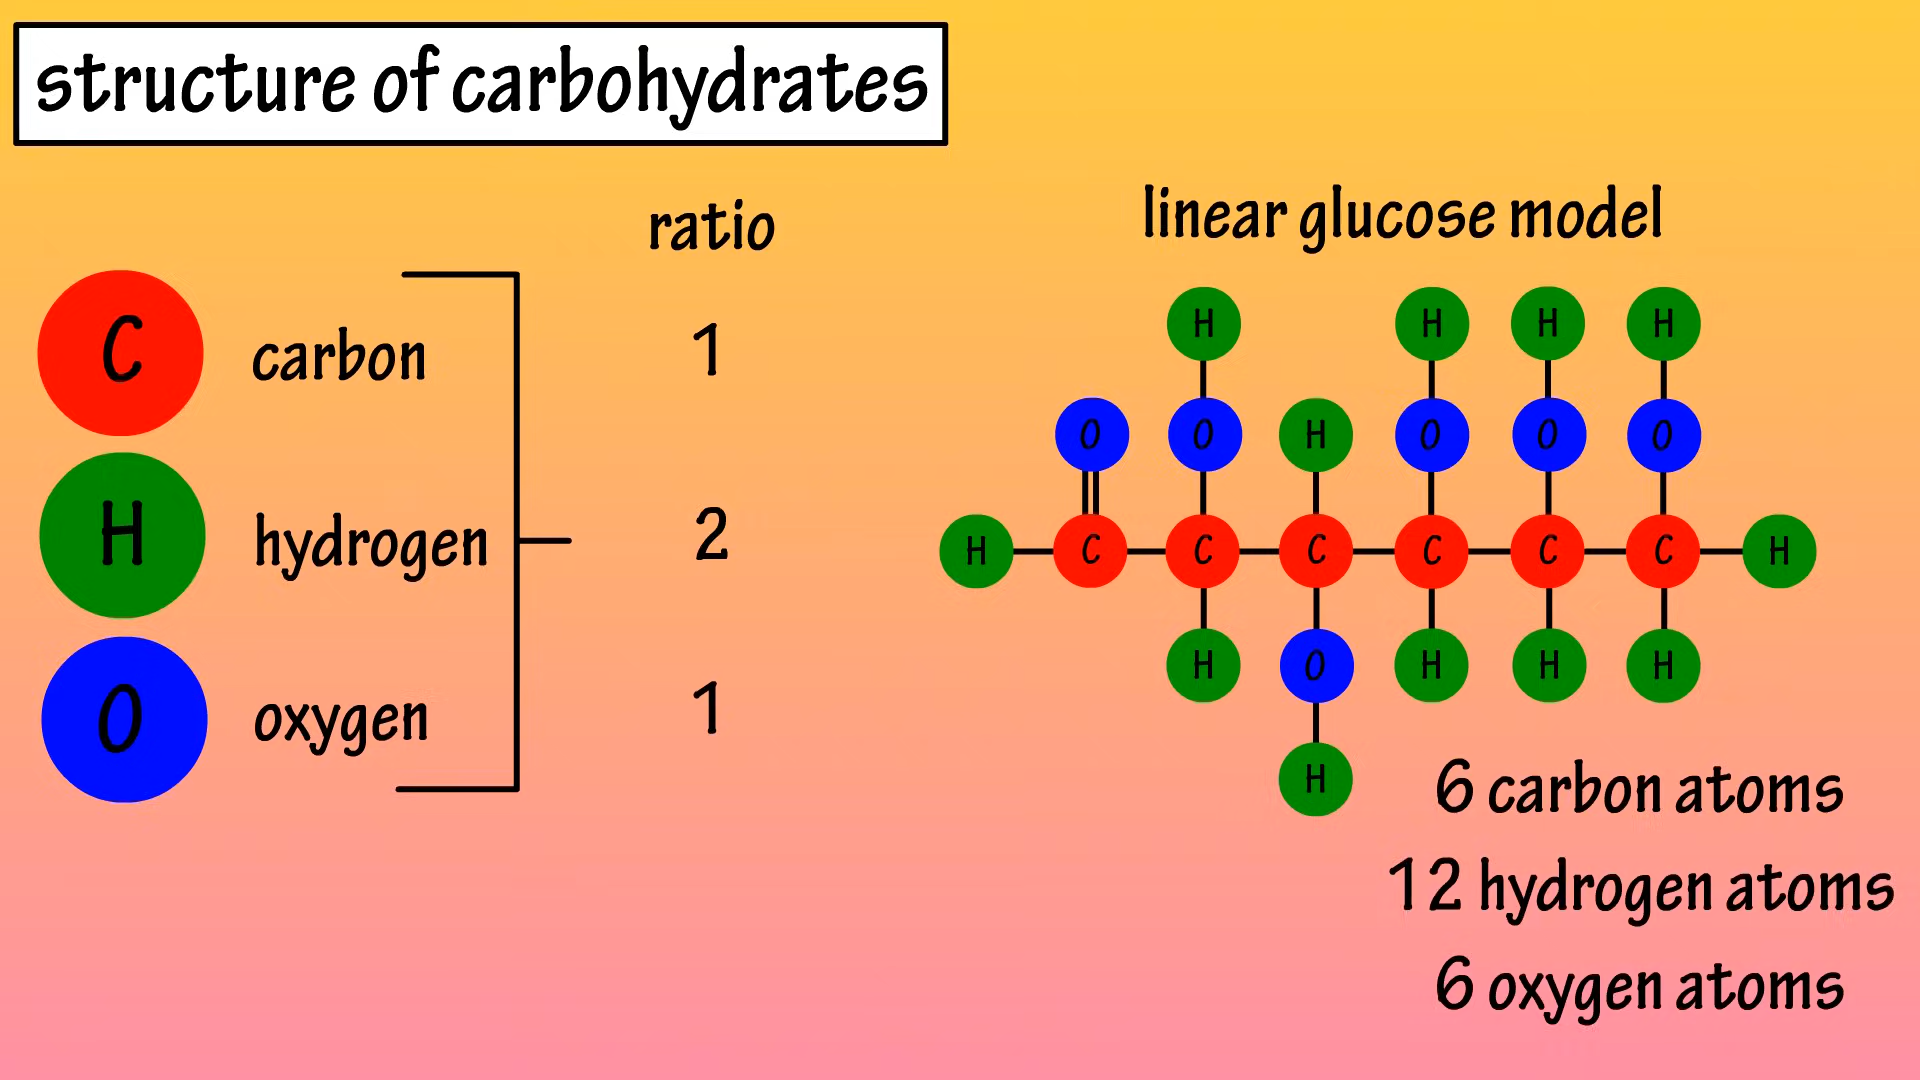 structure of carbohydrates
ratio
C carbon 1
H hydrogen 2
O oxygen 1
linear glucose model
H H H H
O O H O O O
H C C C C C C H
H O H H H
H
6 carbon atoms
12 hydrogen atoms
6 oxygen atoms